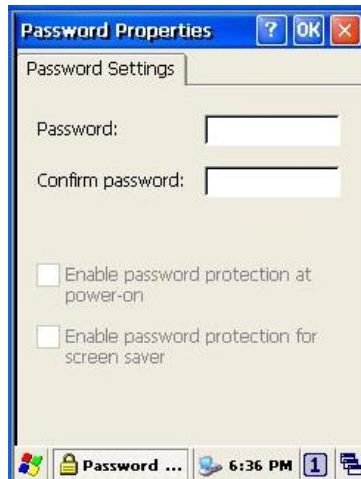 Password Properties ? OK
Password Settings
Password:
Confirm password:
Enable password protection at
power-on
Enable password protection for
screen saver
Password ... 6:36 PM 1